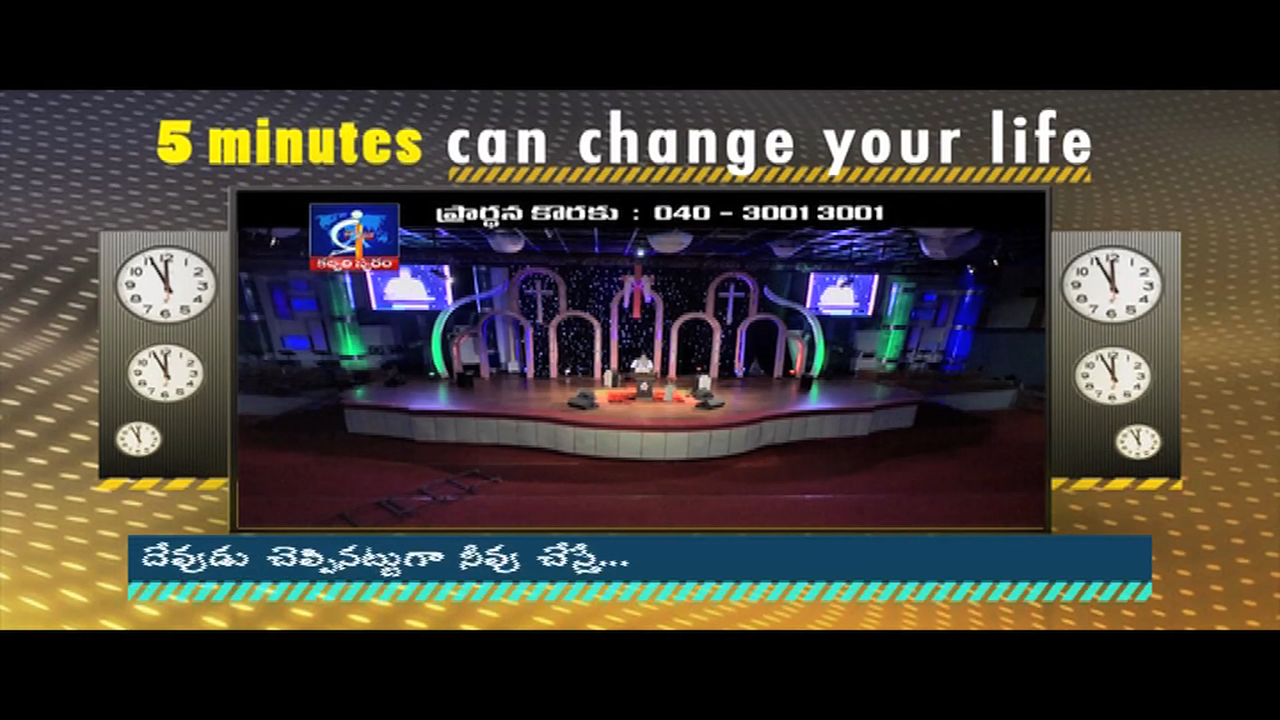 5 minutes can change your life
ప్రార్థన కొరకు : 040 - 3001 3001
దేవుడు చెప్పినట్టుగా నీవు చేస్తే...